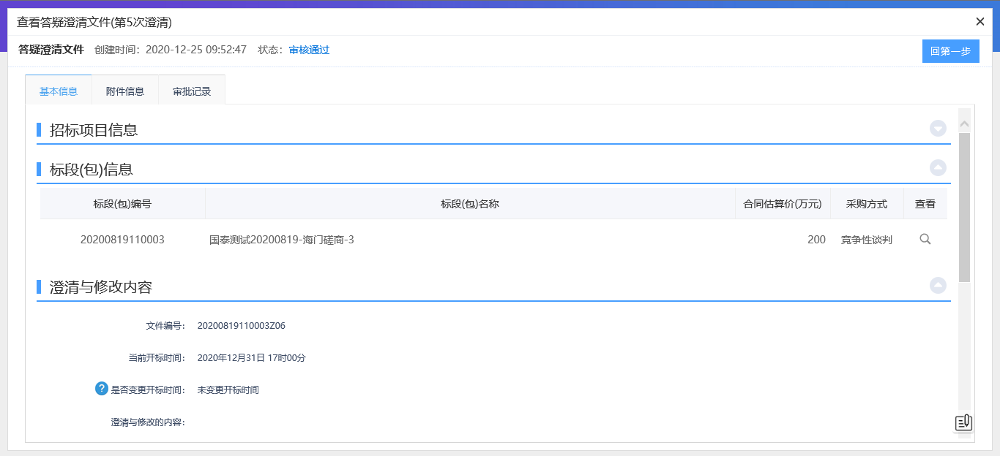 查看答疑澄清文件(第5次澄清)
答疑澄清文件 创建时间：2020-12-25 09:52:47 状态：审核通过 回第一步
基本信息 附件信息 审批记录
招标项目信息
标段(包)信息
标段(包)编号 标段(包)名称 合同估算价(万元) 采购方式 查看
20200819110003 国泰测试20200819-海门磋商-3 200 竞争性谈判
澄清与修改内容
文件编号： 20200819110003Z06
当前开标时间： 2020年12月31日 17时00分
? 是否变更开标时间： 未变更开标时间
澄清与修改的内容：